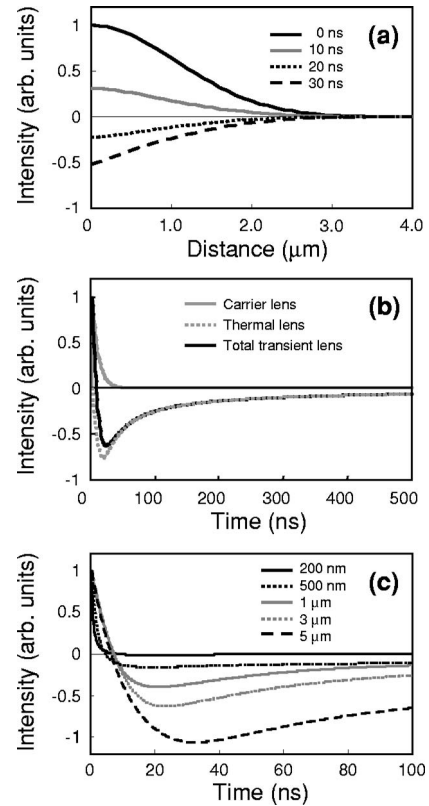 (a)
0 ns
10 ns
20 ns
30 ns
Intensity (arb. units)
1
0.5
0
-0.5
-1
0
1.0
2.0
3.0
4.0
Distance (μm)
(b)
Carrier lens
Thermal lens
Total transient lens
Intensity (arb. units)
1
0.5
0
-0.5
-1
0
100
200
300
400
500
Time (ns)
(c)
200 nm
500 nm
1 μm
3 μm
5 μm
Intensity (arb. units)
1
0.5
0
-0.5
-1
0
20
40
60
80
100
Time (ns)